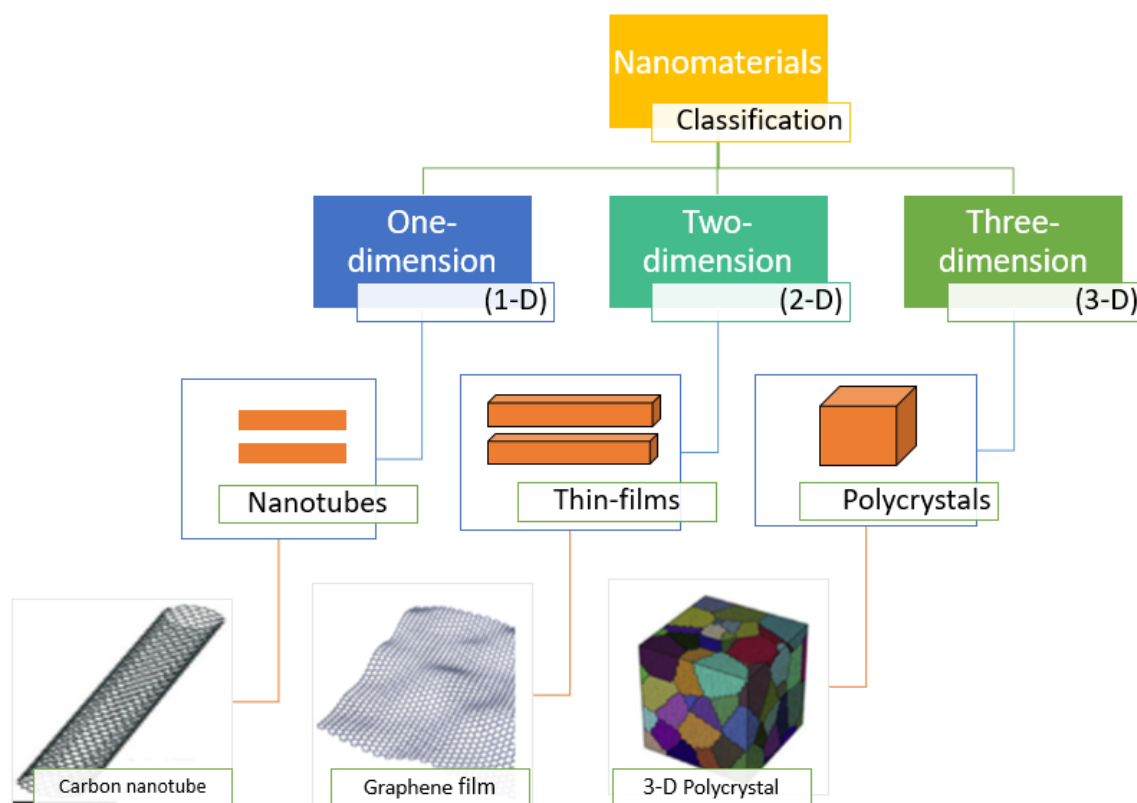 Nanomaterials
Classification
One-
dimension
(1-D)
Two-
dimension
(2-D)
Three-
dimension
(3-D)
Nanotubes
Thin-films
Polycrystals
Carbon nanotube
Graphene film
3-D Polycrystal